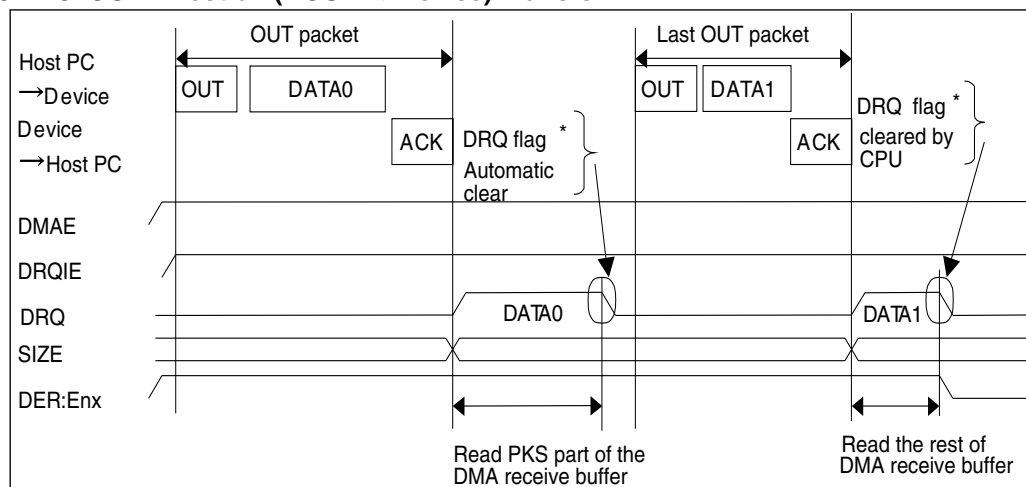 OUT packet
Last OUT packet
Host PC
→Device
OUT
DATA0
OUT
DATA1
Device
→Host PC
ACK
DRQ flag *
Automatic
clear
ACK
DRQ flag *
cleared by
CPU
DMAE
DRQIE
DRQ
DATA0
DATA1
SIZE
DER:Enx
Read PKS part of the
DMA receive buffer
Read the rest of
DMA receive buffer